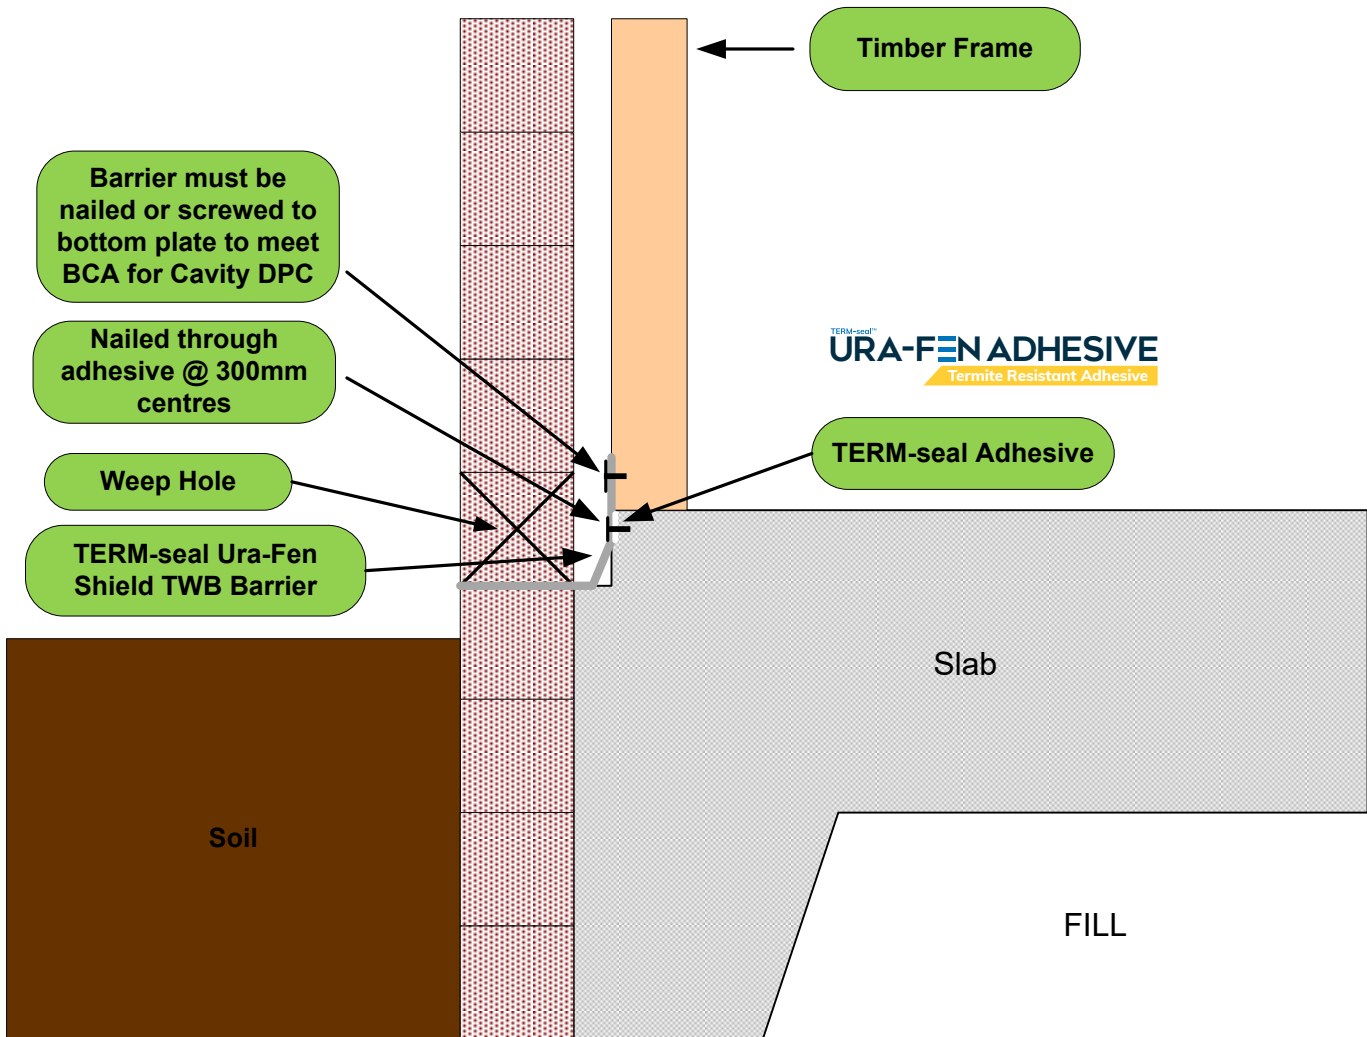 Timber Frame
Barrier must be
nailed or screwed to
bottom plate to meet
BCA for Cavity DPC
Nailed through
adhesive @ 300mm
centres
TERM-seal™
URA-FEN ADHESIVE
Termite Resistant Adhesive
TERM-seal Adhesive
Weep Hole
TERM-seal Ura-Fen
Shield TWB Barrier
Slab
Soil
FILL